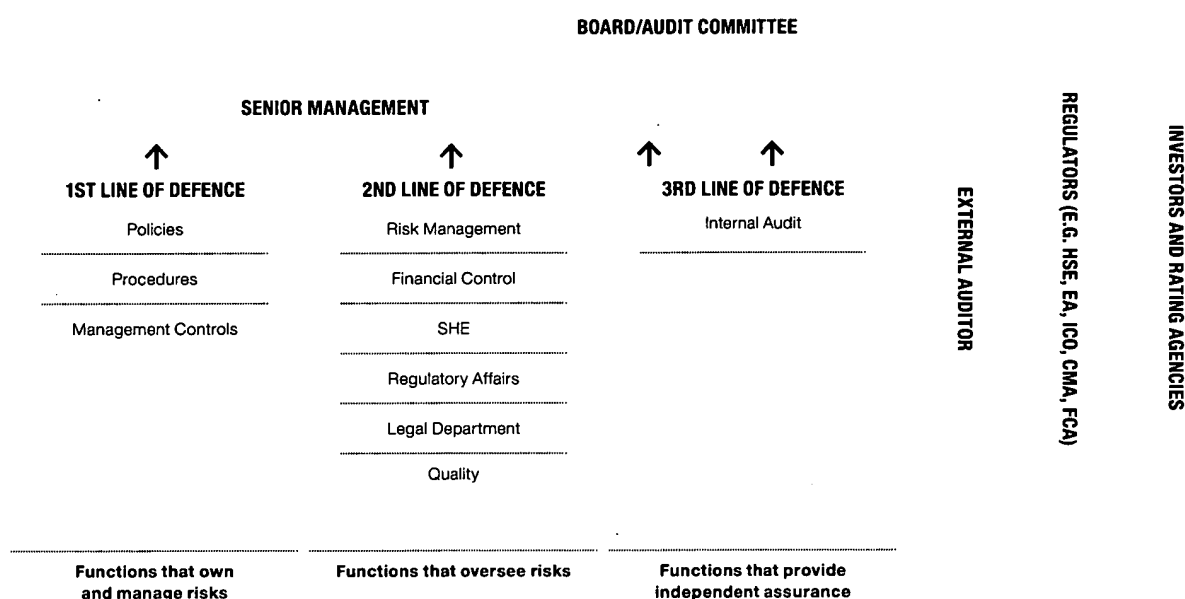 BOARD/AUDIT COMMITTEE
SENIOR MANAGEMENT
1ST LINE OF DEFENCE
Policies
Procedures
Management Controls
Functions that own
and manage risks
2ND LINE OF DEFENCE
Risk Management
Financial Control
SHE
Regulatory Affairs
Legal Department
Quality
Functions that oversee risks
3RD LINE OF DEFENCE
Internal Audit
Functions that provide
independent assurance
EXTERNAL AUDITOR
REGULATORS (E.G. HSE, EA, ICO, CMA, FCA)
INVESTORS AND RATING AGENCIES